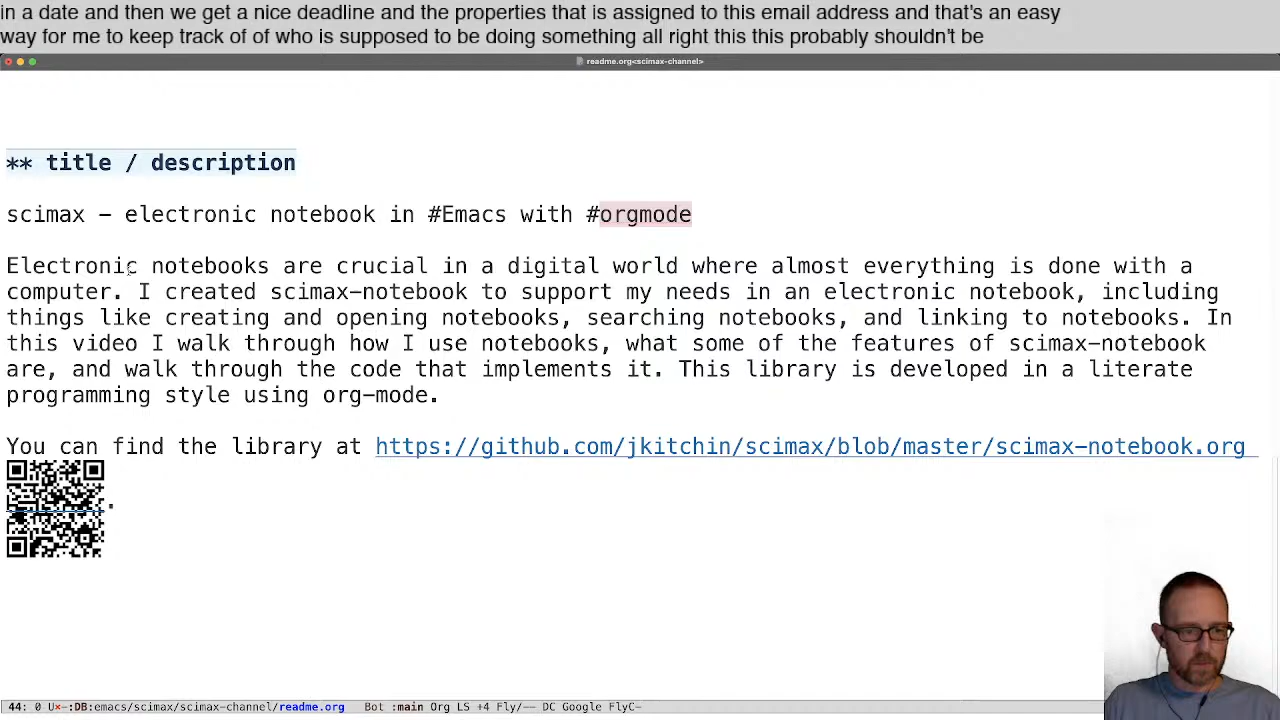 in a date and then we get a nice deadline and the properties that is assigned to this email address and that's an easy
way for me to keep track of of who is supposed to be doing something all right this this probably shouldn't be
readme.org<scimax-channel>
** title / description
scimax - electronic notebook in #Emacs with #orgmode
Electronic notebooks are crucial in a digital world where almost everything is done with a
computer. I created scimax-notebook to support my needs in an electronic notebook, including
things like creating and opening notebooks, searching notebooks, and linking to notebooks. In
this video I walk through how I use notebooks, what some of the features of scimax-notebook
are, and walk through the code that implements it. This library is developed in a literate
programming style using org-mode.
You can find the library at https://github.com/jkitchin/scimax/blob/master/scimax-notebook.org
.
44: 0 U×-:DB:emacs/scimax/scimax-channel/readme.org Bot :main Org LS +4 Fly/-- DC Google FlyC-